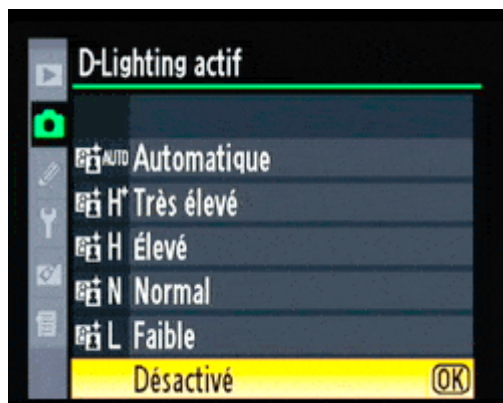 D-Lighting actif
AUTO Automatique
H* Très élevé
H Élevé
N Normal
L Faible
Désactivé OK